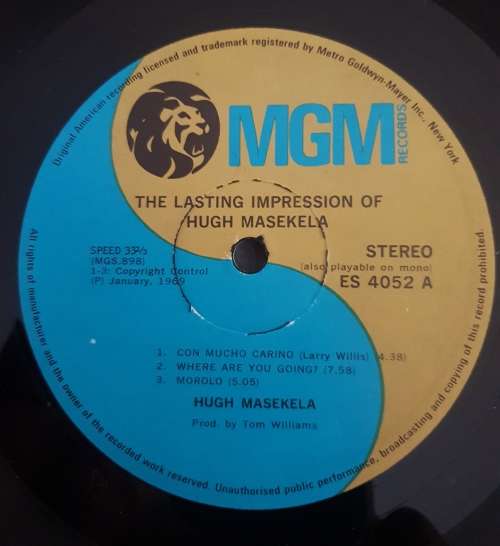 Original American recording licensed and trademark registered by Metro Goldwyn-Mayer Inc., New York
MGM
RECORDS
THE LASTING IMPRESSION OF
HUGH MASEKELA
SPEED 33⅓
(MGS.898)
1-3: Copyright Control
(P) January, 1969
STEREO
(also playable on mono)
ES 4052 A
1. CON MUCHO CARINO (Larry Willis) (4.38)
2. WHERE ARE YOU GOING? (7.58)
3. MOROLO (5.05)
HUGH MASEKELA
Prod. by Tom Williams
All rights of manufacturer and the owner of the recorded work reserved. Unauthorised public performance, broadcasting and copying of this record prohibited.